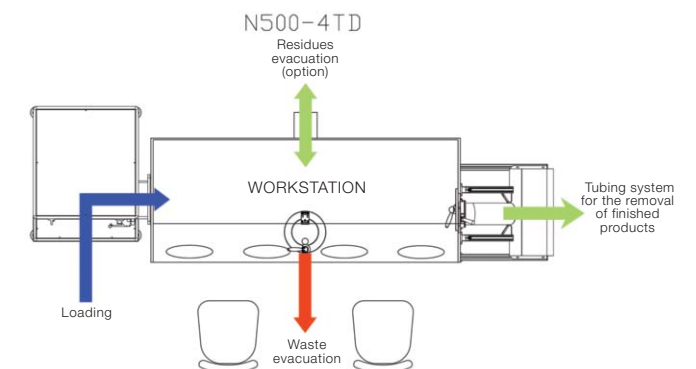 N500-4TD
Residues
evacuation
(option)
WORKSTATION
Tubing system
for the removal
of finished
products
Loading
Waste
evacuation